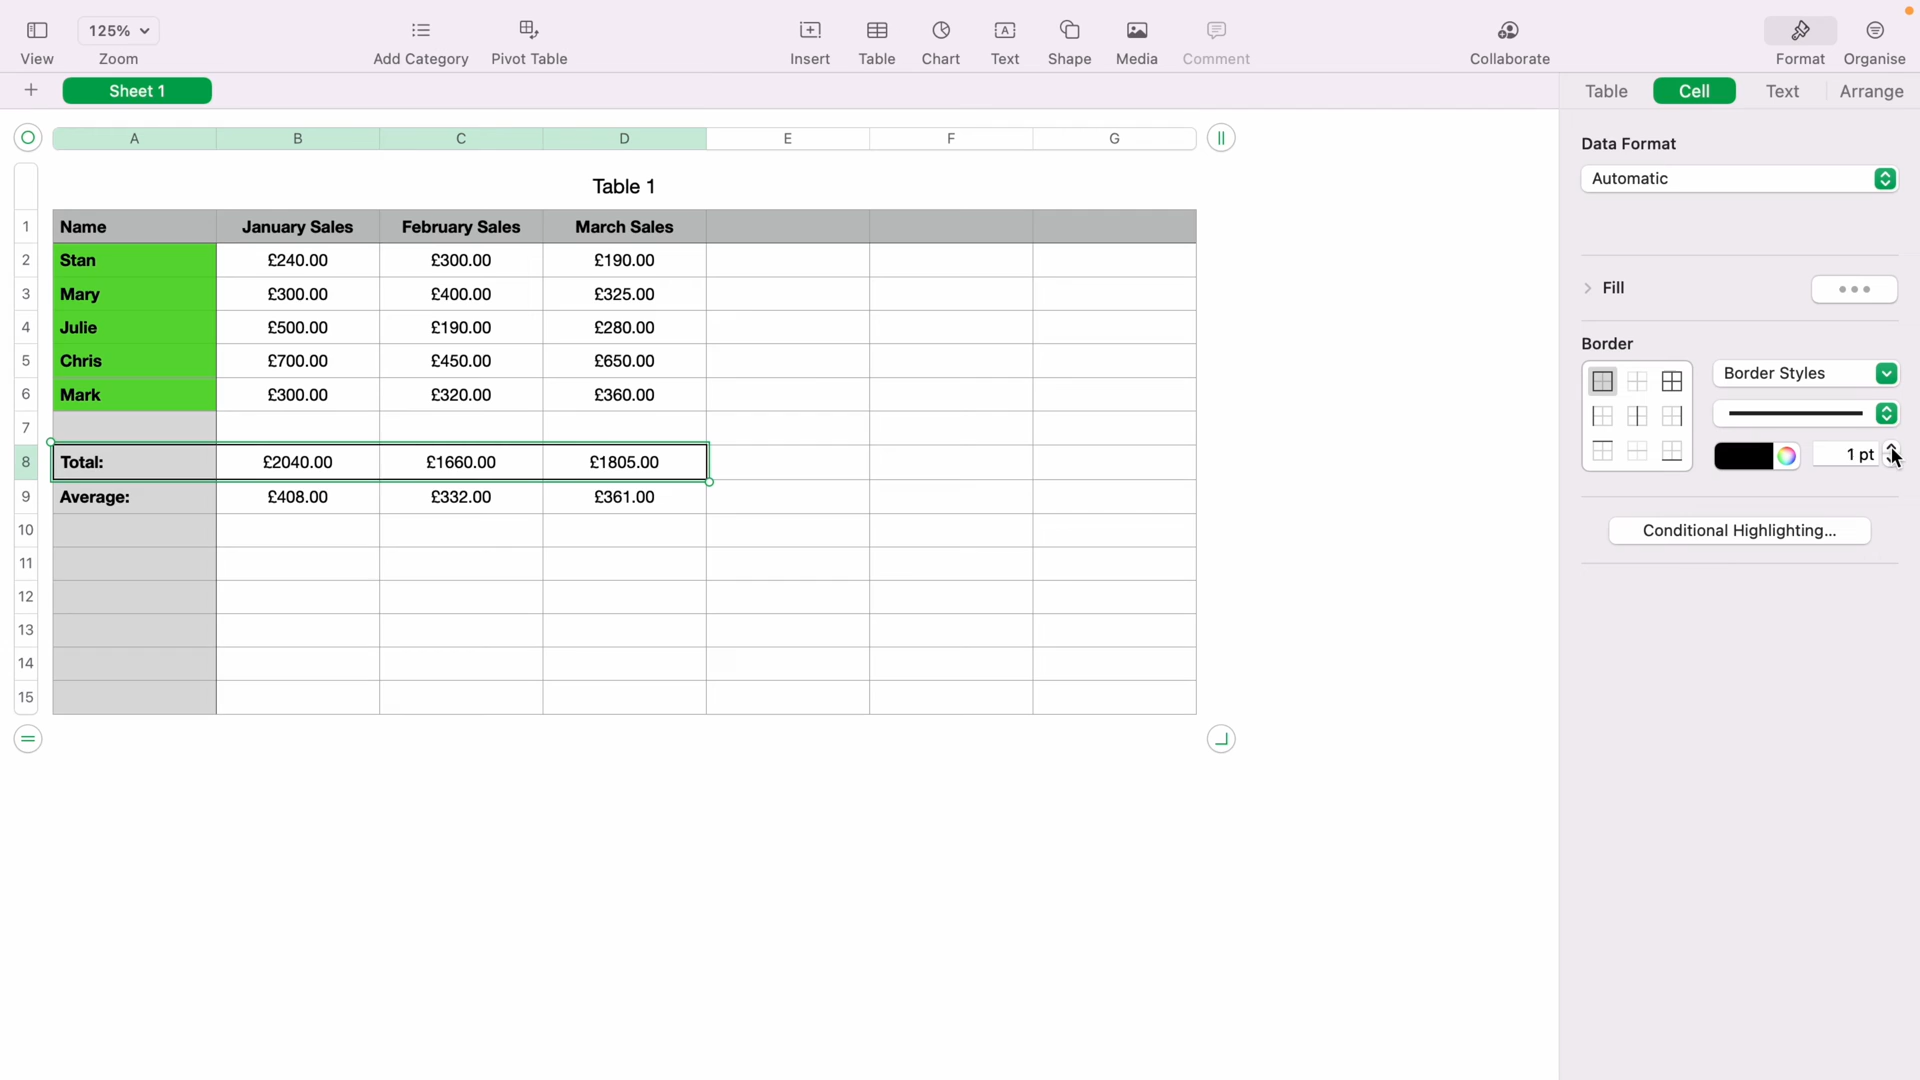 125%
View
Zoom
Add Category
Pivot Table
Insert
Table
Chart
Text
Shape
Media
Comment
Collaborate
Format
Organise
Sheet 1
Table
Cell
Text
Arrange
A B C D E F G
Table 1
1 Name January Sales February Sales March Sales
2 Stan £240.00 £300.00 £190.00
3 Mary £300.00 £400.00 £325.00
4 Julie £500.00 £190.00 £280.00
5 Chris £700.00 £450.00 £650.00
6 Mark £300.00 £320.00 £360.00
7
8 Total: £2040.00 £1660.00 £1805.00
9 Average: £408.00 £332.00 £361.00
10
11
12
13
14
15
Data Format
Automatic
Fill
Border
Border Styles
1 pt
Conditional Highlighting...